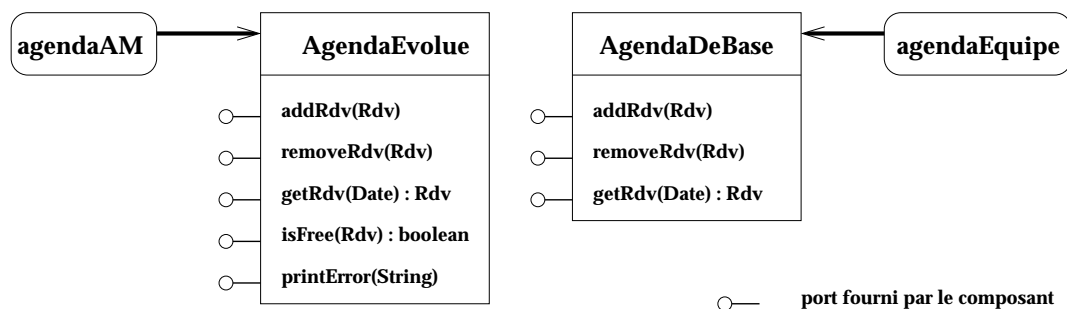 agendaAM
AgendaEvolue
AgendaDeBase
agendaEquipe
addRdv(Rdv)
removeRdv(Rdv)
getRdv(Date) : Rdv
isFree(Rdv) : boolean
printError(String)
addRdv(Rdv)
removeRdv(Rdv)
getRdv(Date) : Rdv
port fourni par le composant